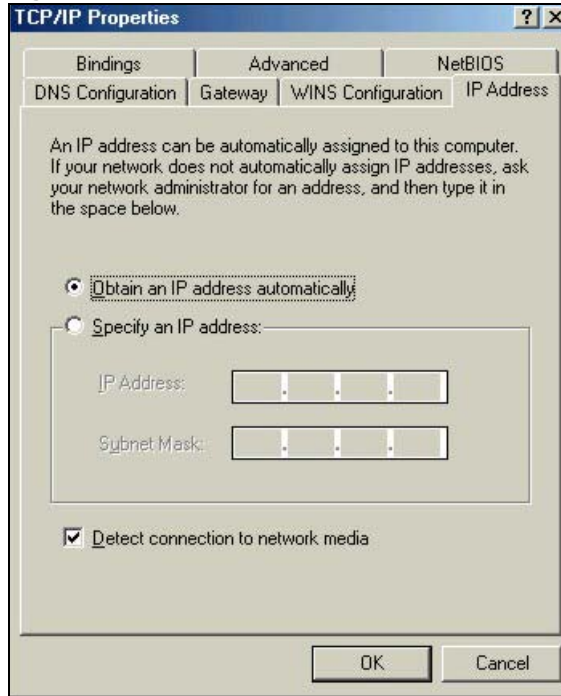 TCP/IP Properties
Bindings
Advanced
NetBIOS
DNS Configuration
Gateway
WINS Configuration
IP Address
An IP address can be automatically assigned to this computer.
If your network does not automatically assign IP addresses, ask
your network administrator for an address, and then type it in
the space below.
Obtain an IP address automatically
Specify an IP address:
IP Address:
Subnet Mask:
Detect connection to network media
OK
Cancel